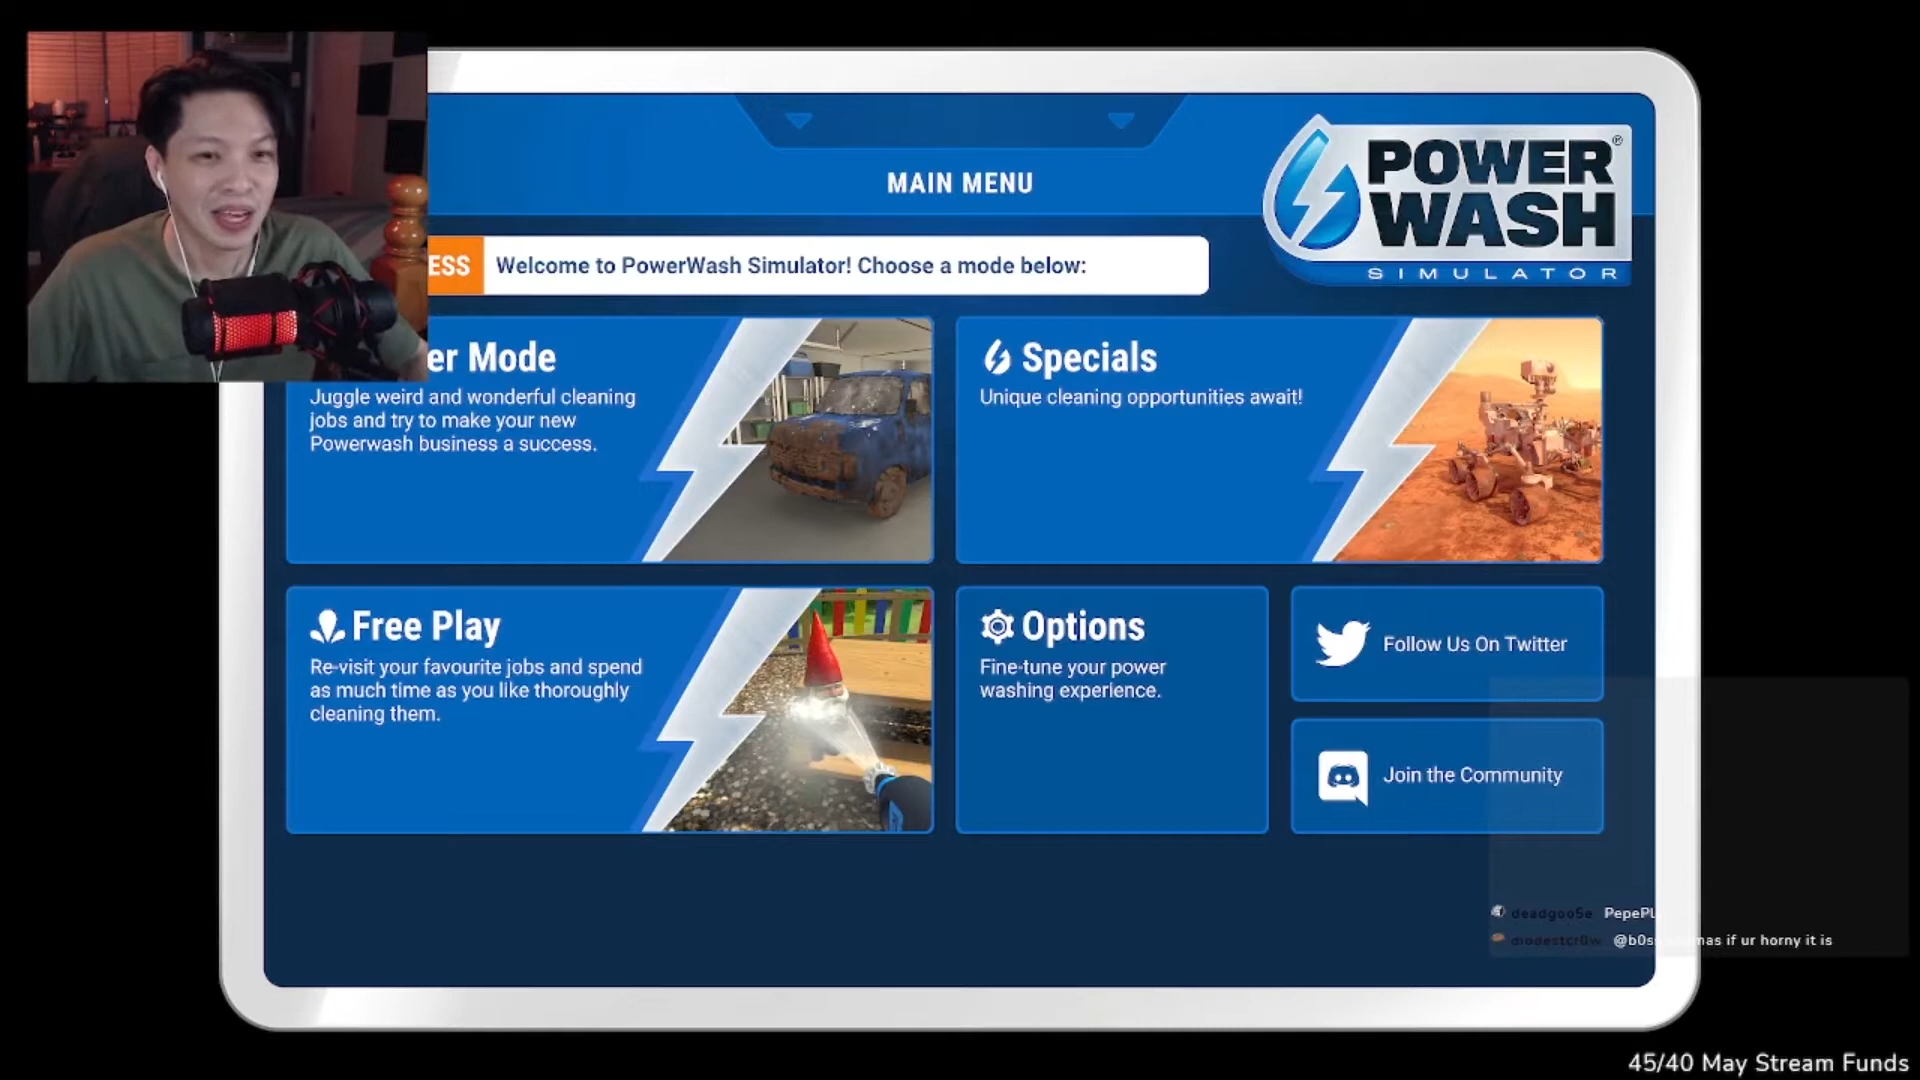 MAIN MENU
POWER®
WASH
SIMULATOR
ESS
Welcome to PowerWash Simulator! Choose a mode below:
er Mode
Juggle weird and wonderful cleaning
jobs and try to make your new
Powerwash business a success.
Specials
Unique cleaning opportunities await!
Free Play
Re-visit your favourite jobs and spend
as much time as you like thoroughly
cleaning them.
Options
Fine-tune your power
washing experience.
Follow Us On Twitter
Join the Community
deadgoo5e PepePL
modestcr0w @b0s mas if ur horny it is
45/40 May Stream Funds